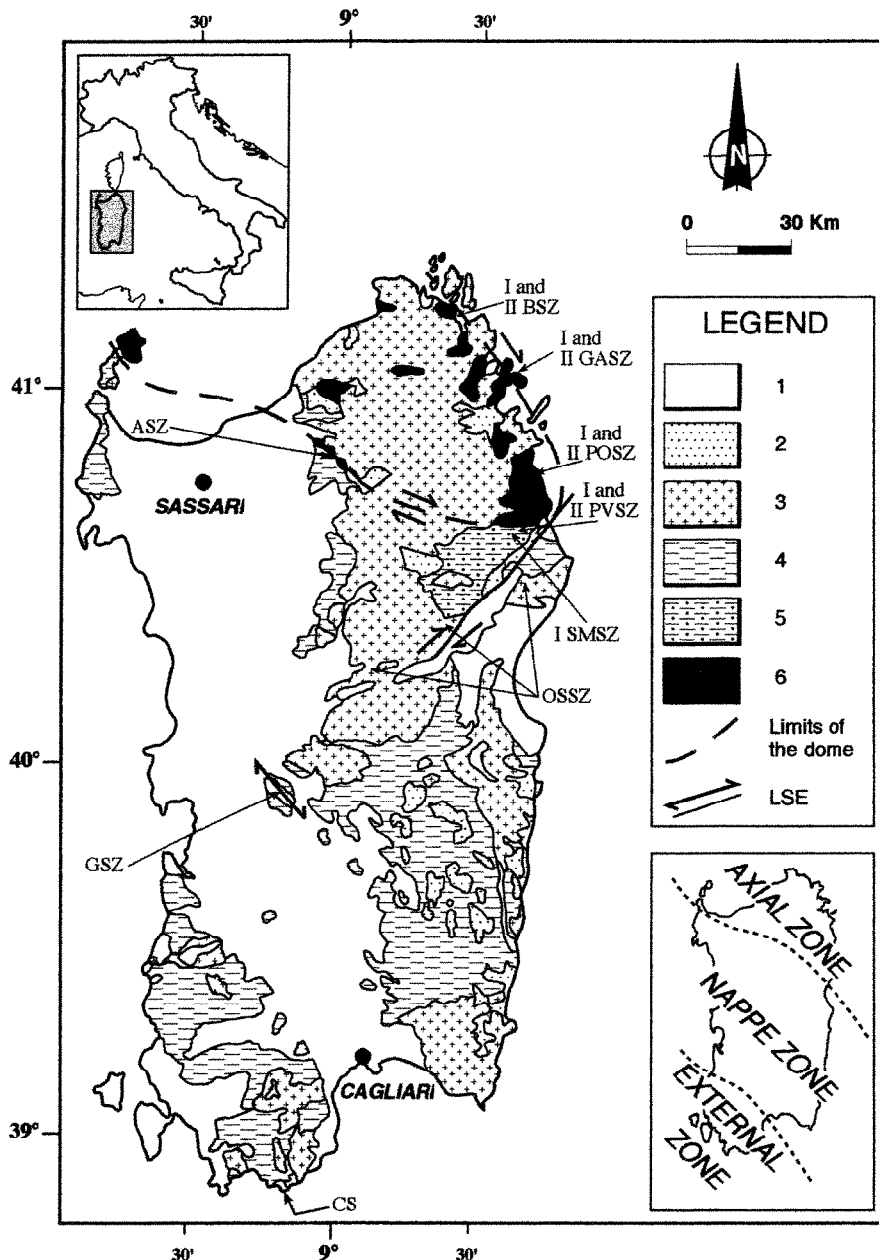 30'
9°
30'
N
0
30 Km
I and
II BSZ
I and
II GASZ
41°
ASZ
SASSARI
I and
II POSZ
I and
II PVSZ
I SMSZ
OSSZ
40°
GSZ
CAGLIARI
39°
CS
30'
9°
30'
LEGEND
1
2
3
4
5
6
Limits of
the dome
LSE
AXIAL ZONE
NAPPE ZONE
EXTERNAL
ZONE